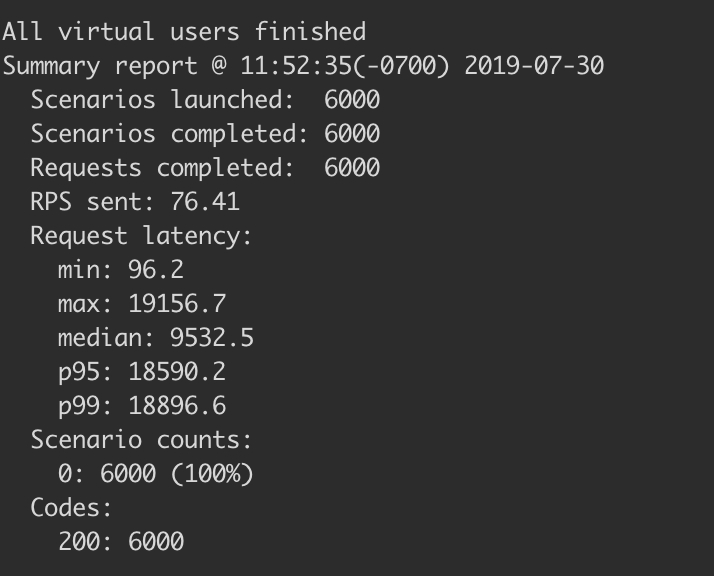 All virtual users finished
Summary report @ 11:52:35(-0700) 2019-07-30
Scenarios launched:  6000
Scenarios completed: 6000
Requests completed:  6000
RPS sent: 76.41
Request latency:
min: 96.2
max: 19156.7
median: 9532.5
p95: 18590.2
p99: 18896.6
Scenario counts:
0: 6000 (100%)
Codes:
200: 6000